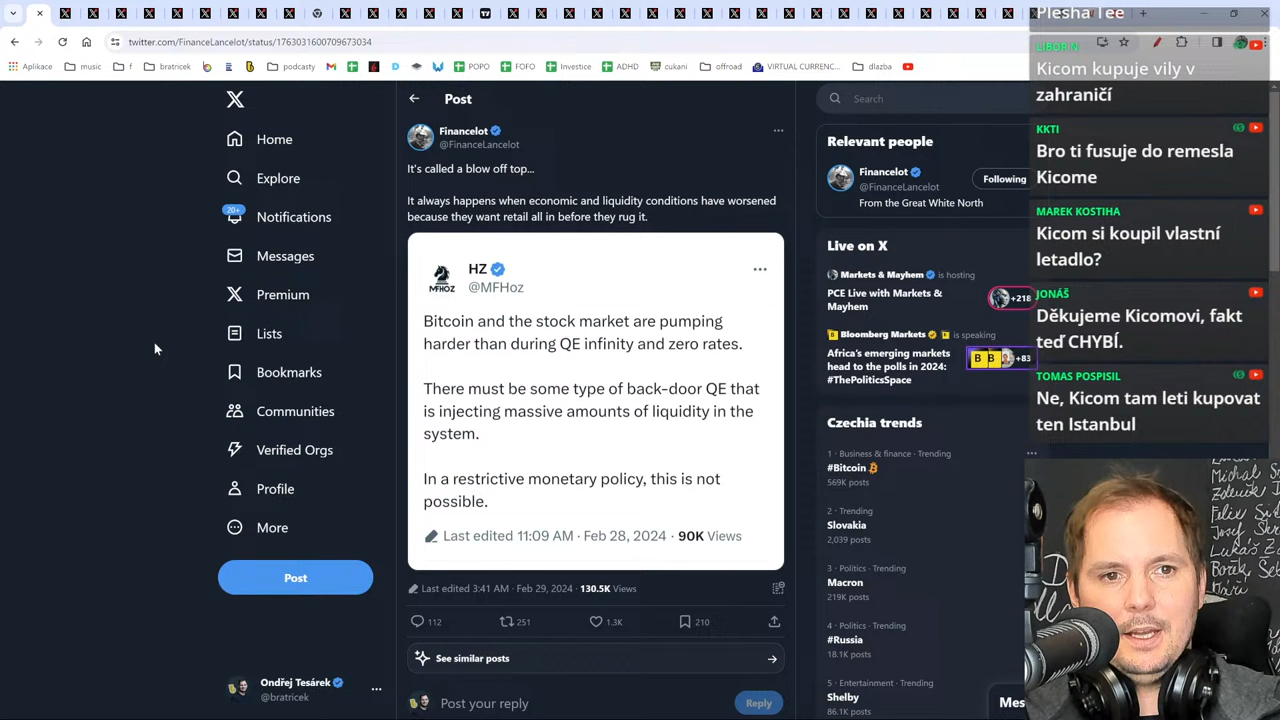 twitter.com/FinanceLancelot/status/1763031600709673034
Aplikace
music
f
bratricek
podcasty
POPO
FOFO
Investice
ADHD
cukani
offroad
VIRTUAL CURRENC...
dlazba
Home
Explore
20+
Notifications
Messages
Premium
Lists
Bookmarks
Communities
Verified Orgs
Profile
More
Post
Ondřej Tesárek
@bratricek
Post
Financelot
@FinanceLancelot
It's called a blow off top...
It always happens when economic and liquidity conditions have worsened
because they want retail all in before they rug it.
MFHOZ
HZ
@MFHoz
Bitcoin and the stock market are pumping
harder than during QE infinity and zero rates.
There must be some type of back-door QE that
is injecting massive amounts of liquidity in the
system.
In a restrictive monetary policy, this is not
possible.
Last edited 11:09 AM · Feb 28, 2024 · 90K Views
Last edited 3:41 AM · Feb 29, 2024 · 130.5K Views
112
251
1.3K
210
See similar posts
Post your reply
Reply
Search
Relevant people
Financelot
@FinanceLancelot
Following
From the Great White North
Live on X
Markets & Mayhem is hosting
PCE Live with Markets &
Mayhem
+218
Bloomberg Markets is speaking
Africa's emerging markets
head to the polls in 2024:
#ThePoliticsSpace
B B +83
Czechia trends
1 · Business & finance · Trending
#Bitcoin
569K posts
2 · Trending
Slovakia
2,039 posts
3 · Politics · Trending
Macron
219K posts
4 · Politics · Trending
#Russia
18.1K posts
5 · Entertainment · Trending
Shelby
86.1K posts
Mes
Plesha Tee
LIBOR N
Kicom kupuje vily v
zahraničí
KKTI
Bro ti fusuje do remesla
Kicome
MAREK KOSTIHA
Kicom si koupil vlastní
letadlo?
JONÁŠ
Děkujeme Kicomovi, fakt
teď CHYBÍ.
TOMAS POSPISIL
Ne, Kicom tam leti kupovat
ten Istanbul